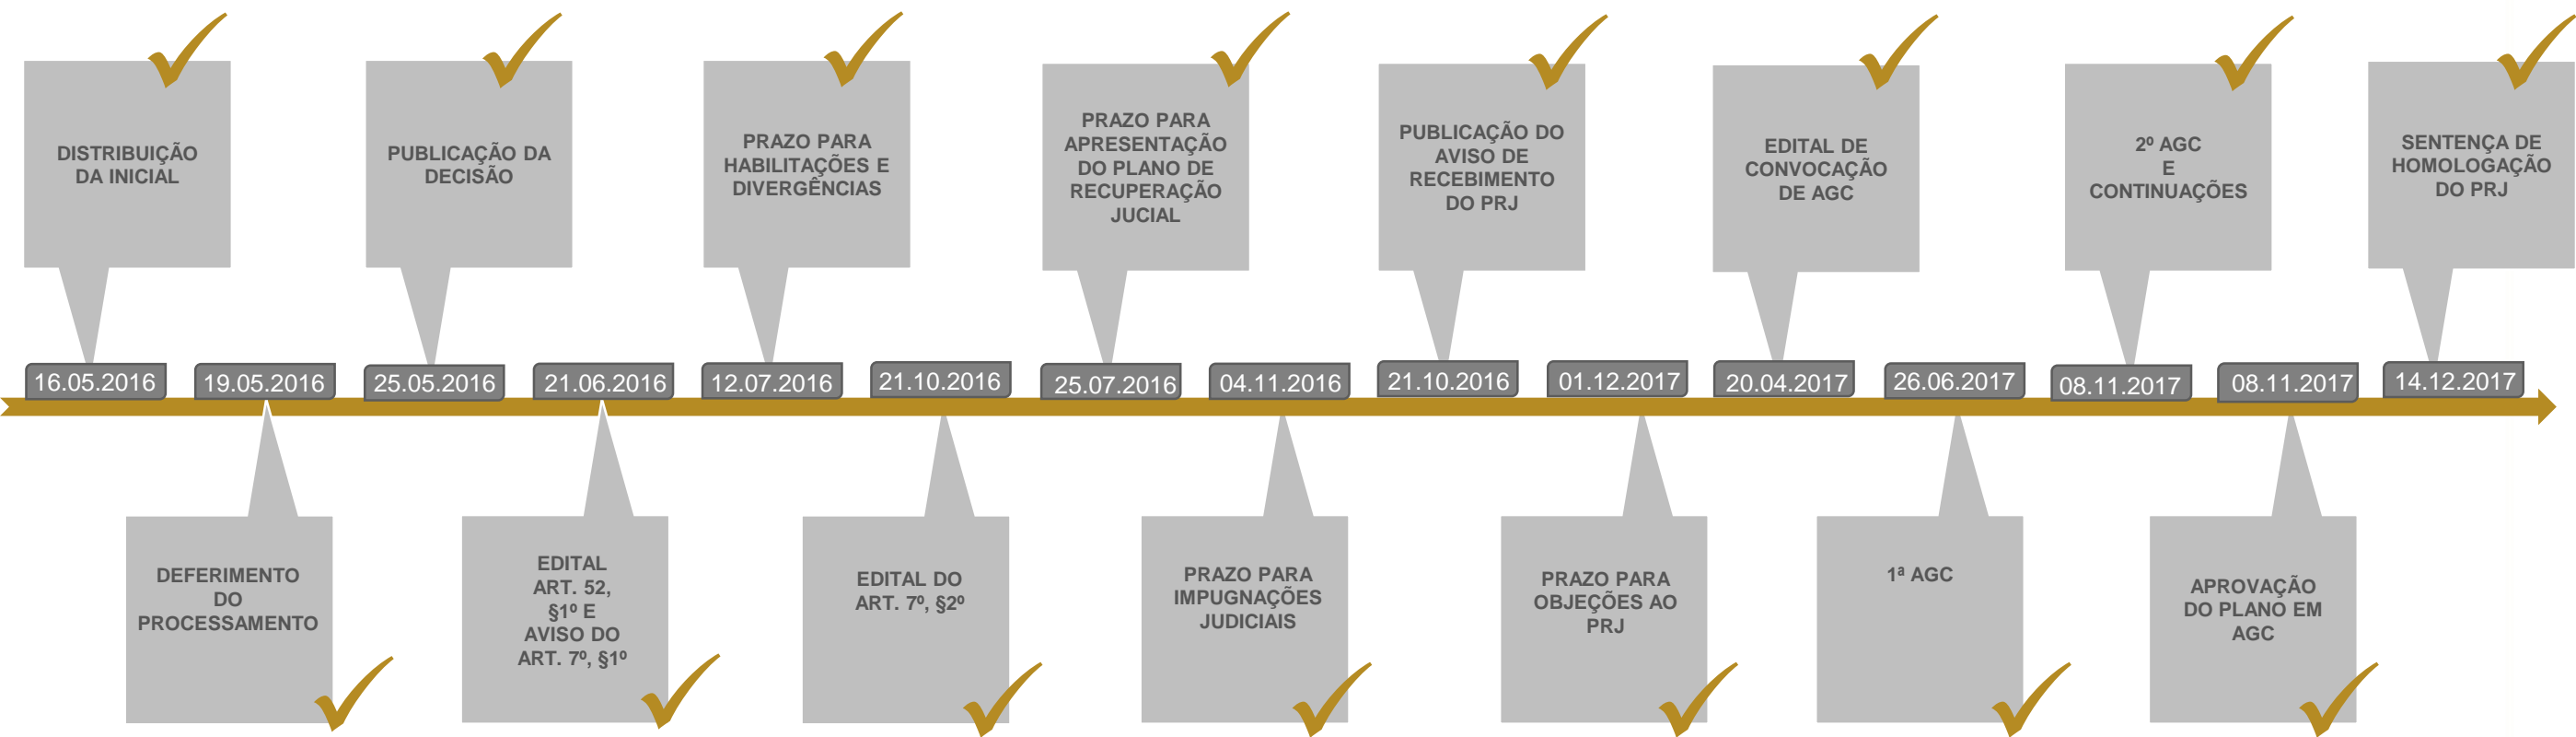 DISTRIBUIÇÃO
DA INICIAL
PUBLICAÇÃO DA
DECISÃO
PRAZO PARA
HABILITAÇÕES E
DIVERGÊNCIAS
PRAZO PARA
APRESENTAÇÃO
DO PLANO DE
RECUPERAÇÃO
JUCIAL
PUBLICAÇÃO DO
AVISO DE
RECEBIMENTO
DO PRJ
EDITAL DE
CONVOCAÇÃO
DE AGC
2º AGC
E
CONTINUAÇÕES
SENTENÇA DE
HOMOLOGAÇÃO
DO PRJ
16.05.2016
19.05.2016
25.05.2016
21.06.2016
12.07.2016
21.10.2016
25.07.2016
04.11.2016
21.10.2016
01.12.2017
20.04.2017
26.06.2017
08.11.2017
08.11.2017
14.12.2017
DEFERIMENTO
DO
PROCESSAMENTO
EDITAL
ART. 52,
§1º E
AVISO DO
ART. 7º, §1º
EDITAL DO
ART. 7º, §2º
PRAZO PARA
IMPUGNAÇÕES
JUDICIAIS
PRAZO PARA
OBJEÇÕES AO
PRJ
1ª AGC
APROVAÇÃO
DO PLANO EM
AGC